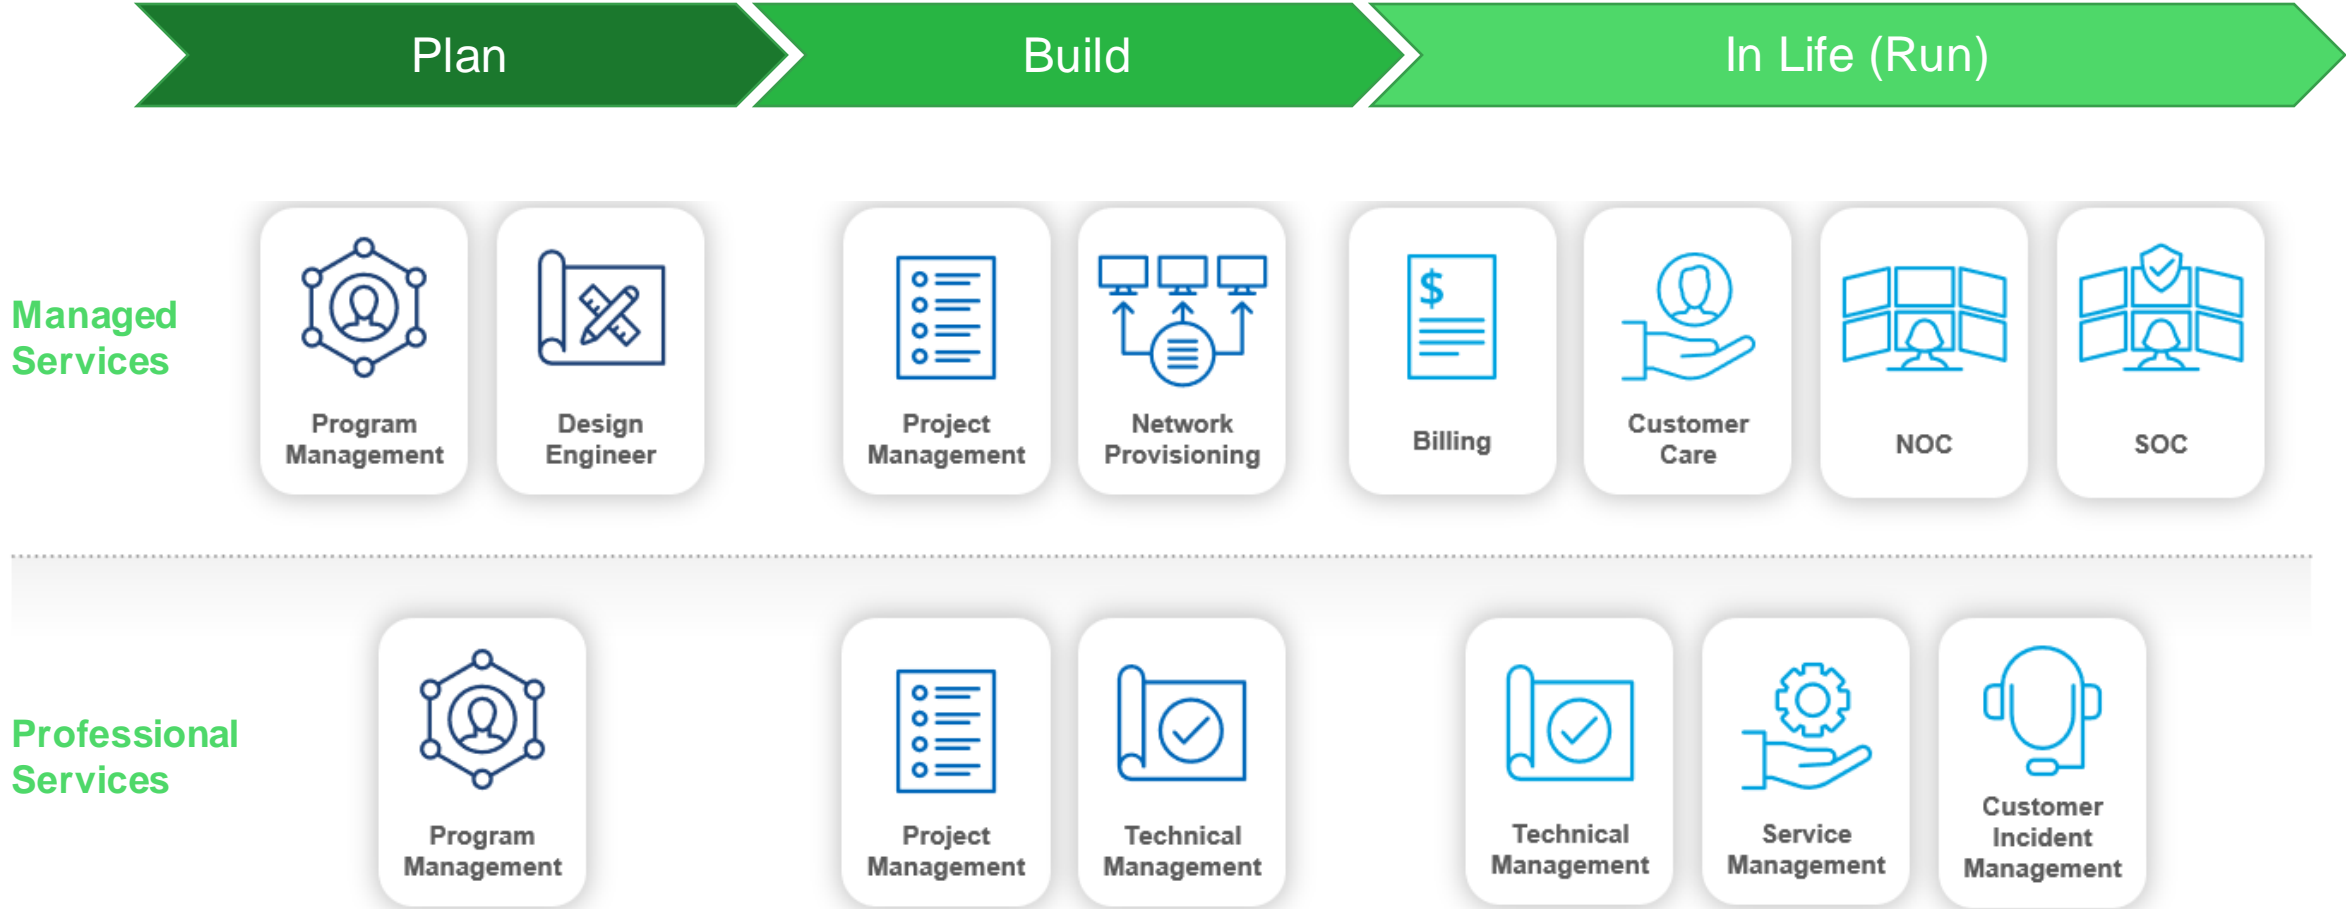 Plan
Build
In Life (Run)
Managed
Services
Program
Management
Design
Engineer
Project
Management
Network
Provisioning
$
Billing
Customer
Care
NOC
SOC
Professional
Services
Program
Management
Project
Management
Technical
Management
Technical
Management
Service
Management
Customer
Incident
Management